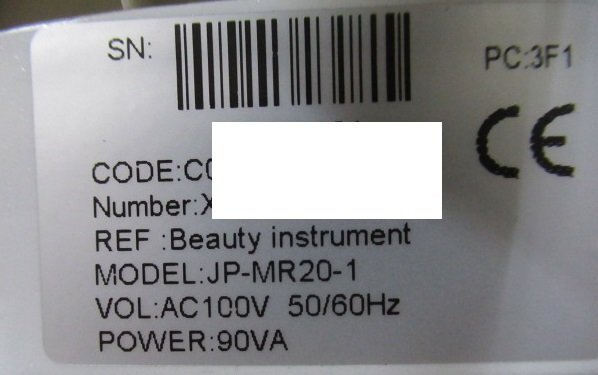 SN:
PC:3F1
CE
CODE:C
Number:X
REF :Beauty instrument
MODEL:JP-MR20-1
VOL:AC100V 50/60Hz
POWER:90VA